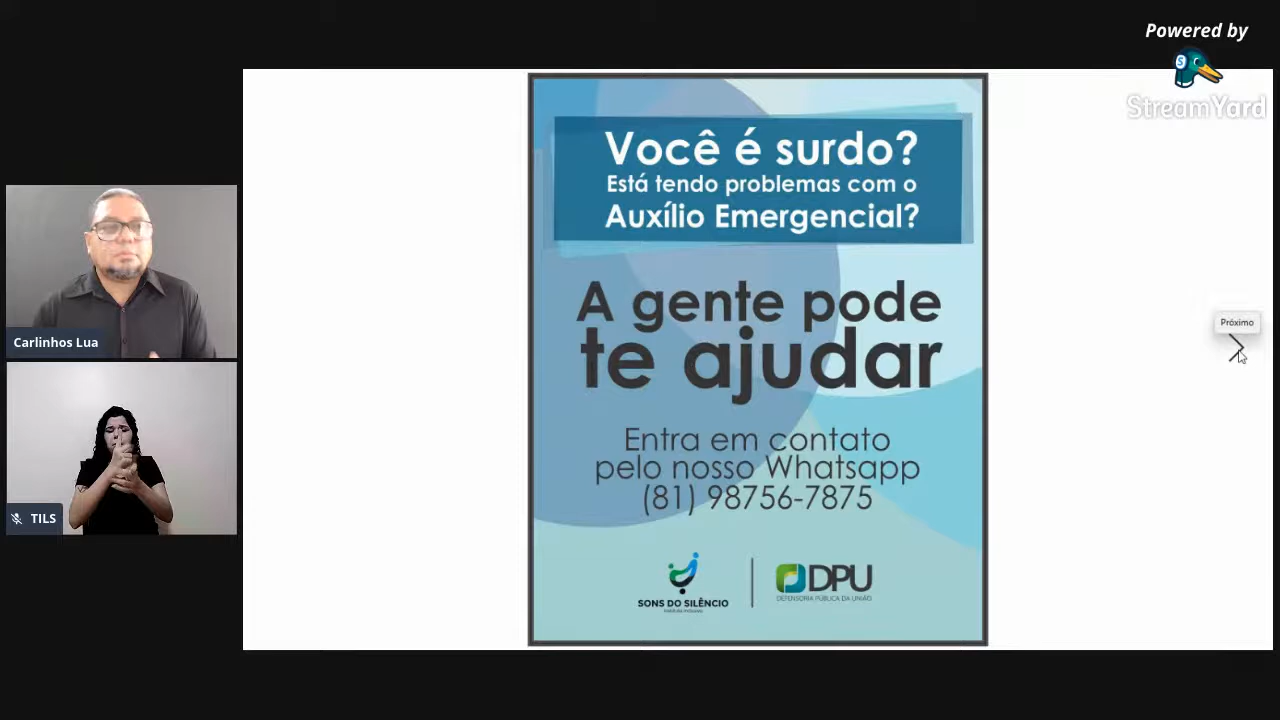 Powered by
StreamYard
Você é surdo?
Está tendo problemas com o
Auxílio Emergencial?
A gente pode
te ajudar
Entra em contato
pelo nosso Whatsapp
(81) 98756-7875
SONS DO SILÊNCIO
DPU
DEFENSORIA PÚBLICA DA UNIÃO
Próximo
Carlinhos Lua
TILS